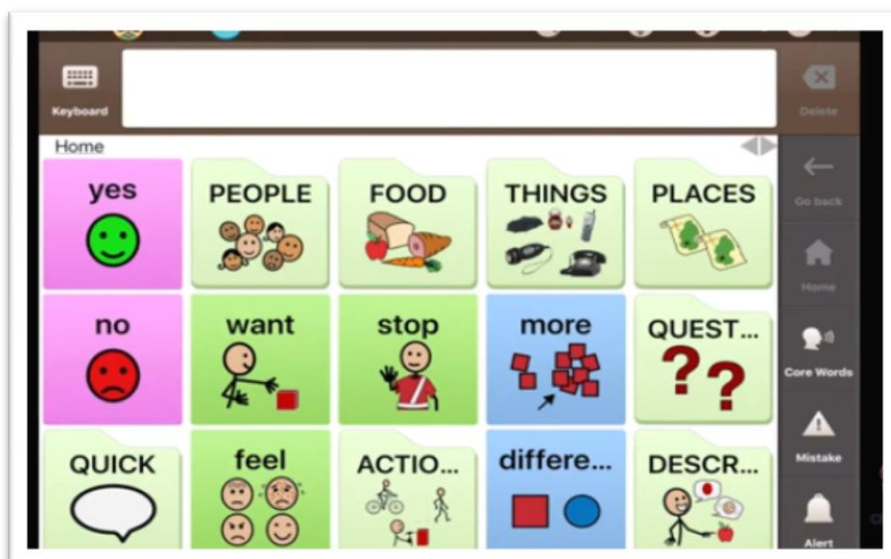 Keyboard
Delete
Home
Go back
yes
PEOPLE
FOOD
THINGS
PLACES
Home
no
want
stop
more
QUEST...
Core Words
Mistake
QUICK
feel
ACTIO...
differe...
DESCR...
Alert